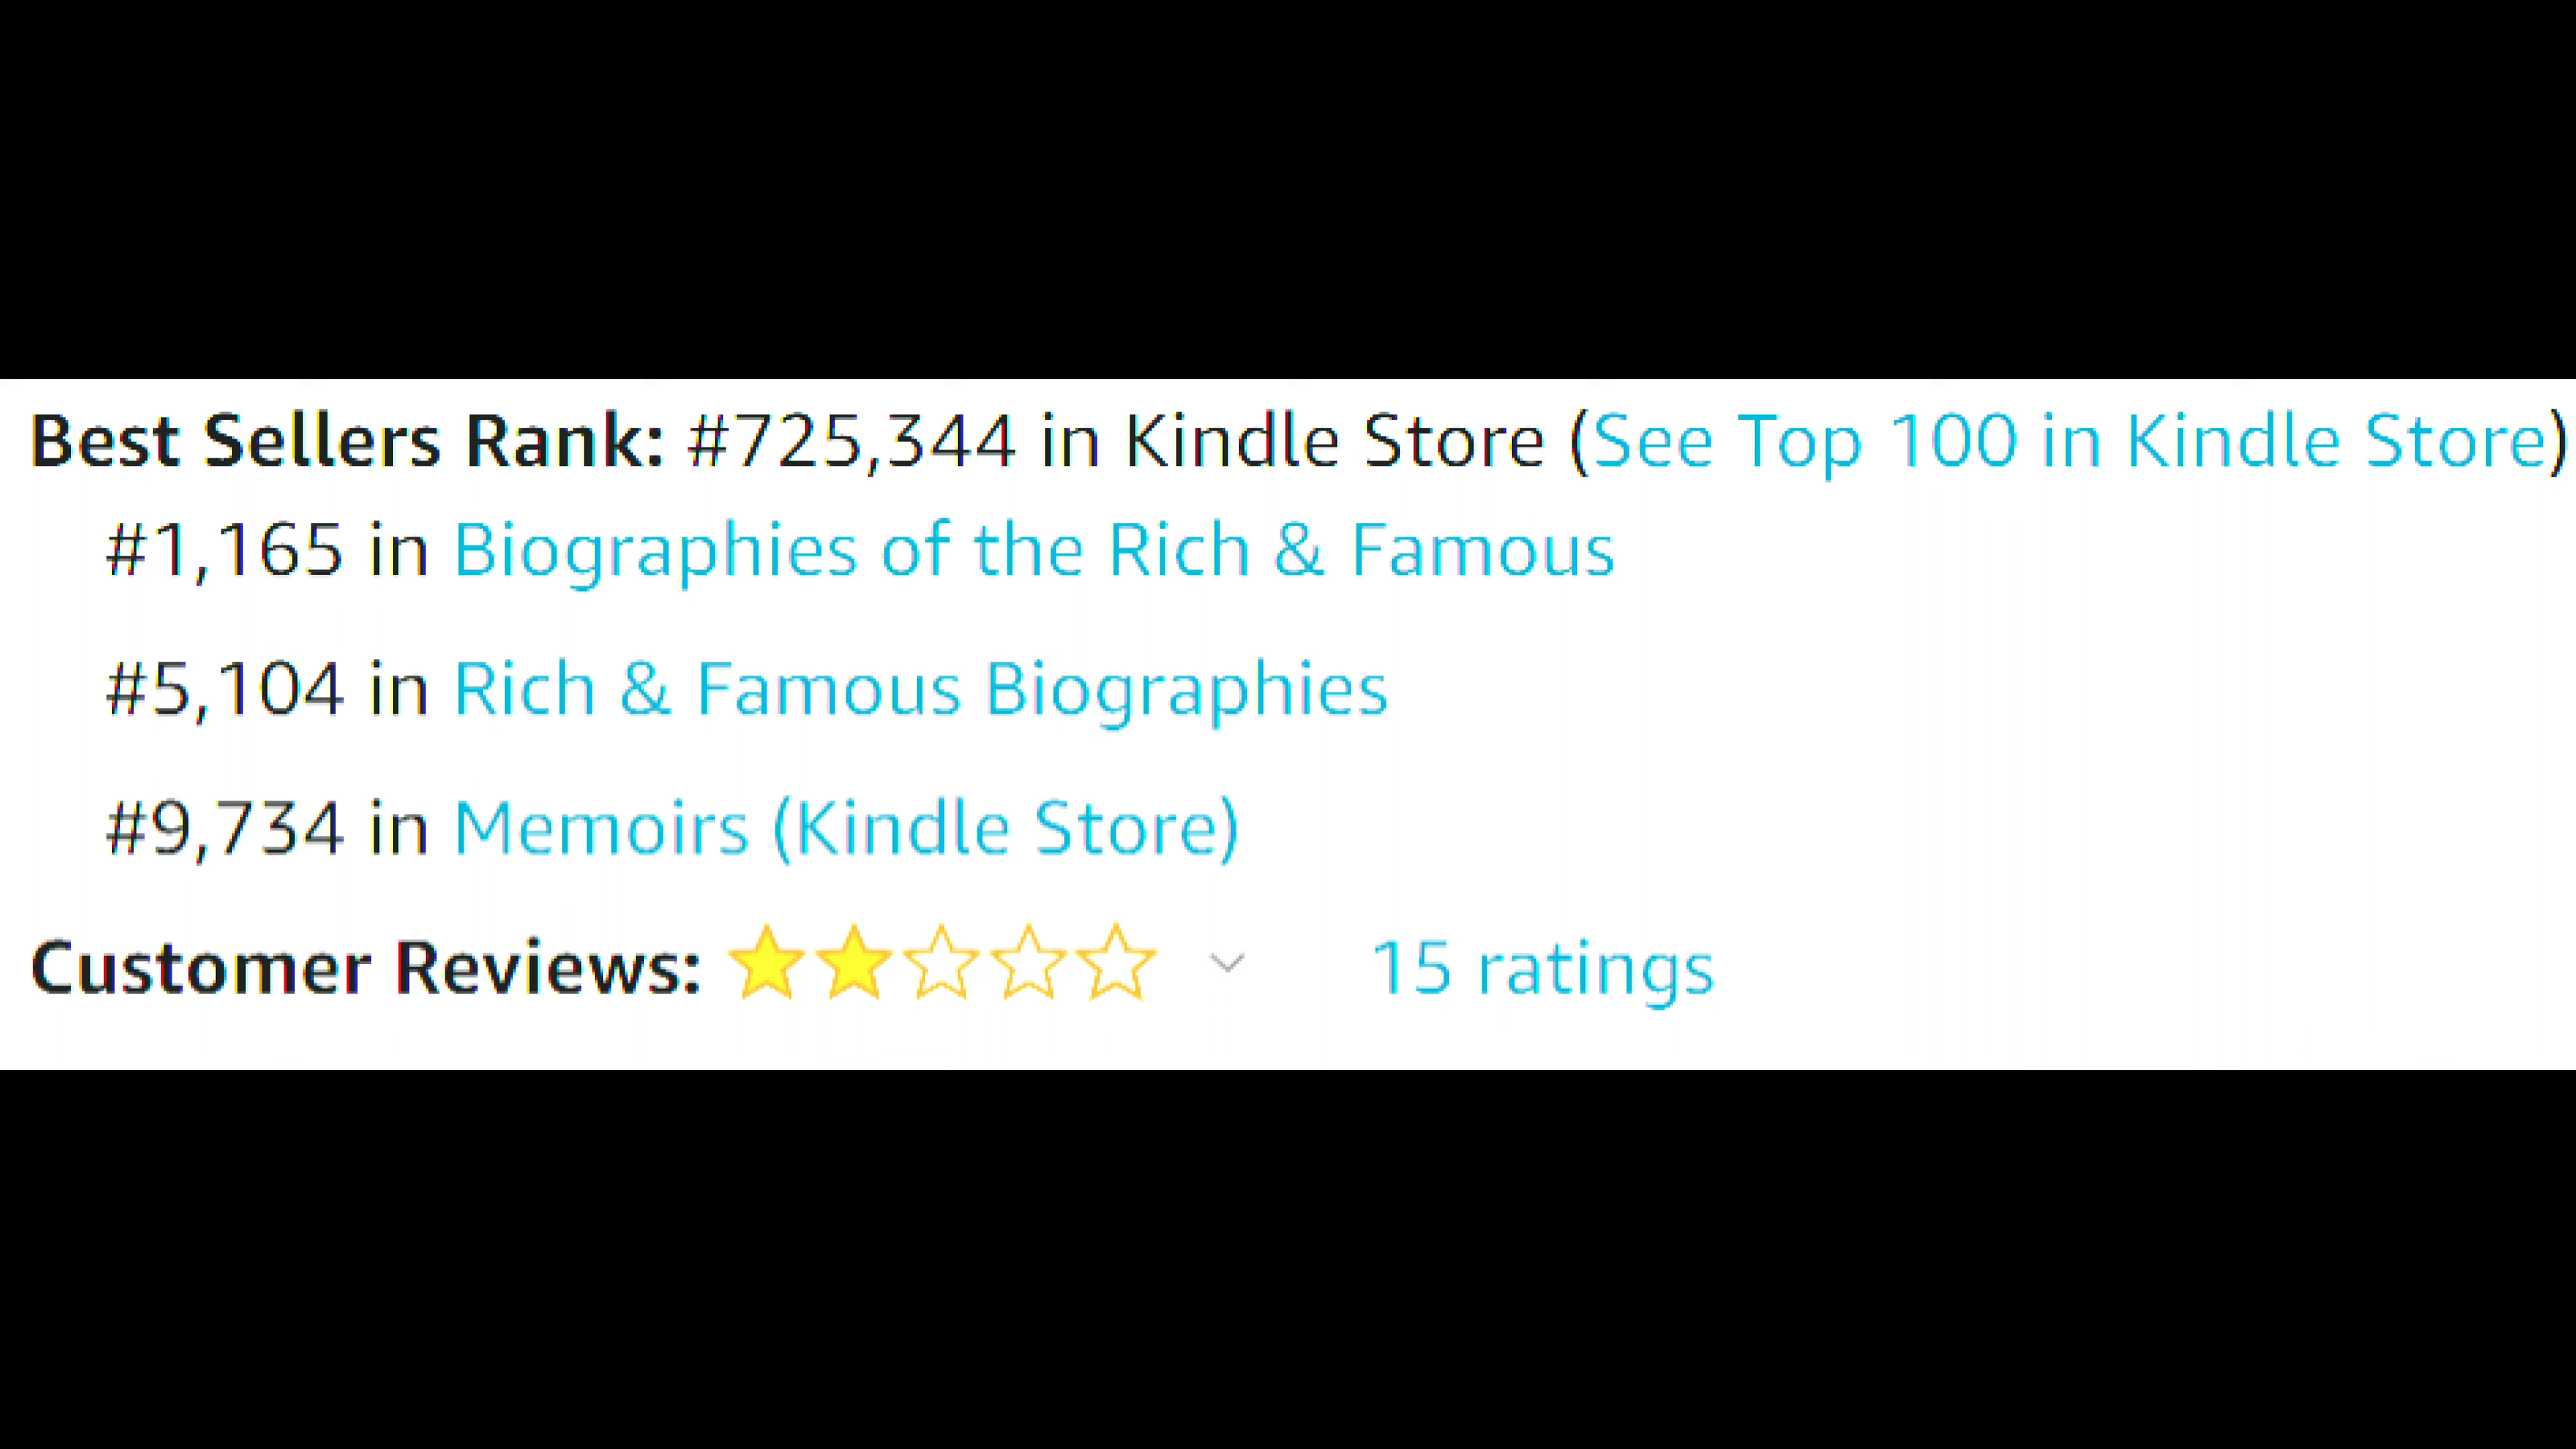 Best Sellers Rank: #725,344 in Kindle Store (See Top 100 in Kindle Store)
#1,165 in Biographies of the Rich & Famous
#5,104 in Rich & Famous Biographies
#9,734 in Memoirs (Kindle Store)
Customer Reviews: 15 ratings